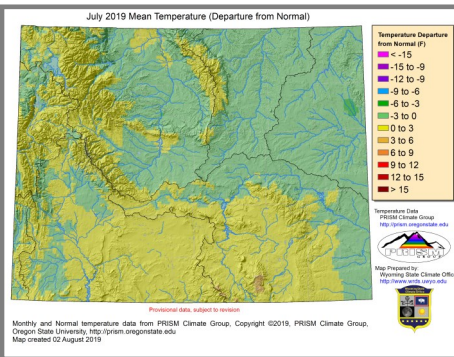 July 2019 Mean Temperature (Departure from Normal)
Temperature Departure
from Normal (F)
< -15
-15 to -9
-12 to -9
-9 to -6
-6 to -3
-3 to 0
0 to 3
3 to 6
6 to 9
9 to 12
12 to 15
> 15
Temperature Data
PRISM Climate Group
http://prism.oregonstate.edu
PRISM
GROUP
Map Prepared by
Wyoming State Climate Offic
http://www.wrds.uwyo.edu
Provisional data, subject to revision
Monthly and Normal temperature data from PRISM Climate Group, Copyright ©2019, PRISM Climate Group,
Oregon State University, http://prism.oregonstate.edu
Map created 02 August 2019